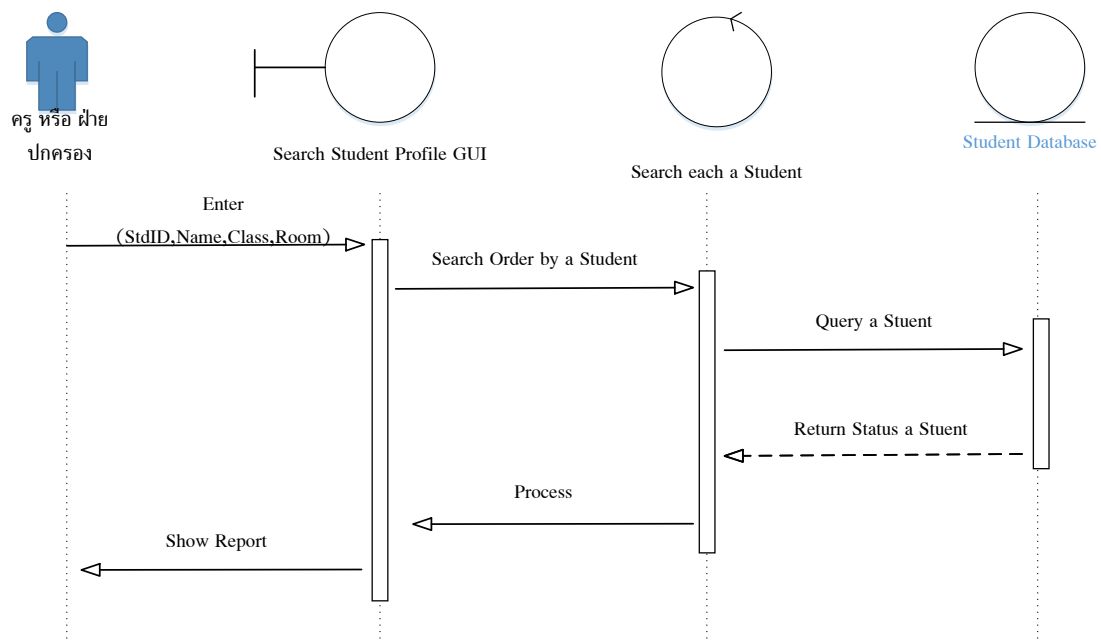 ครู หรือ ฝ่าย
ปกครอง
Search Student Profile GUI
Search each a Student
Student Database
Enter
(StdID,Name,Class,Room)
Search Order by a Student
Query a Stuent
Return Status a Stuent
Process
Show Report